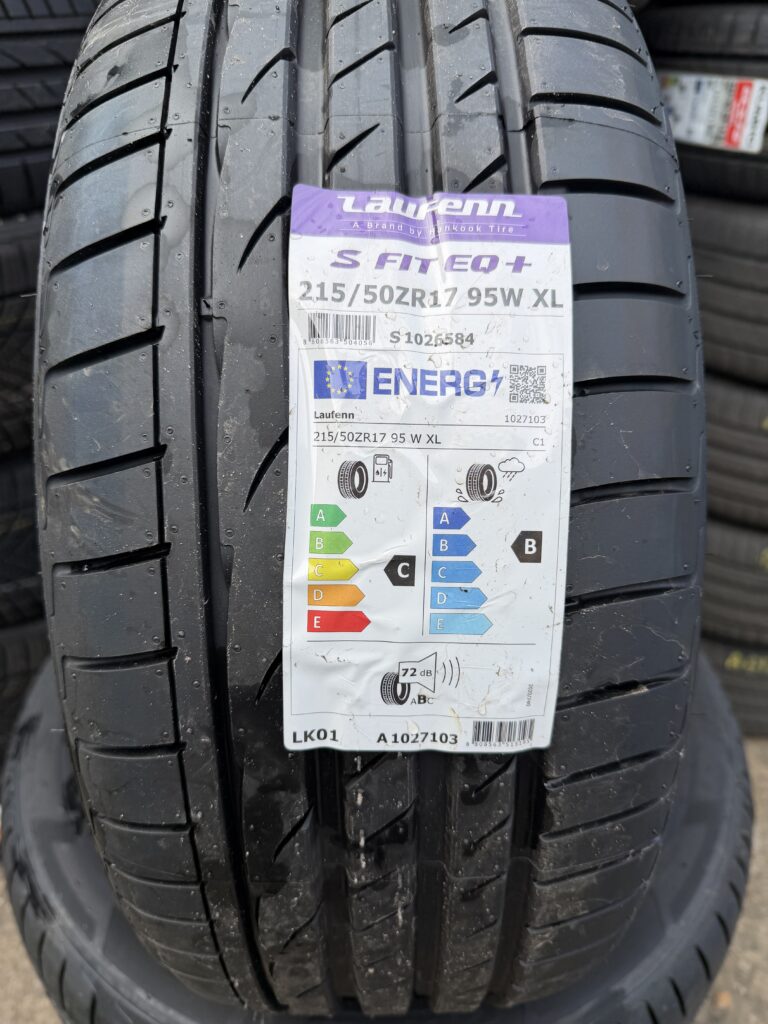 Laufenn
A Brand by Hankook Tire
S FIT EQ+
215/50ZR17 95W XL
S 1026584
ENERG
Laufenn 1027103
215/50ZR17 95 W XL C1
A A
B B B
C C C
D D
E E
72 dB
ABC
LK01 A 1027103